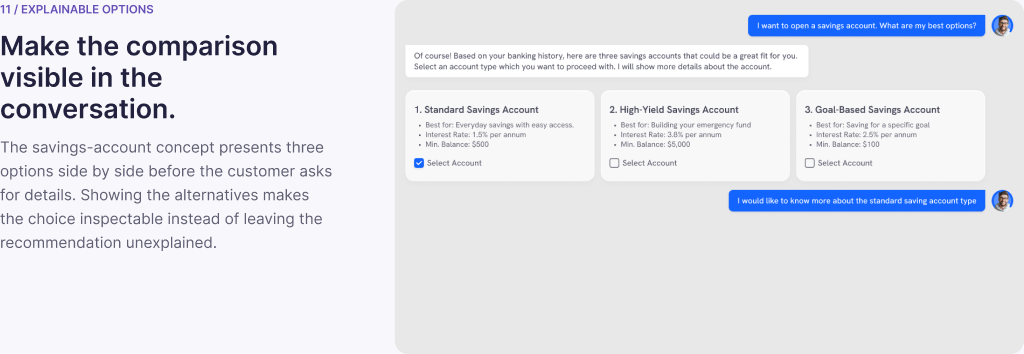 11 / EXPLAINABLE OPTIONS
Make the comparison
visible in the
conversation.
The savings-account concept presents three
options side by side before the customer asks
for details. Showing the alternatives makes
the choice inspectable instead of leaving the
recommendation unexplained.
I want to open a savings account. What are my best options?
Of course! Based on your banking history, here are three savings accounts that could be a great fit for you.
Select an account type which you want to proceed with. I will show more details about the account.
1. Standard Savings Account
• Best for: Everyday savings with easy access.
• Interest Rate: 1.5% per annum
• Min. Balance: $500
Select Account
2. High-Yield Savings Account
• Best for: Building your emergency fund
• Interest Rate: 3.8% per annum
• Min. Balance: $5,000
Select Account
3. Goal-Based Savings Account
• Best for: Saving for a specific goal
• Interest Rate: 2.5% per annum
• Min. Balance: $100
Select Account
I would like to know more about the standard saving account type